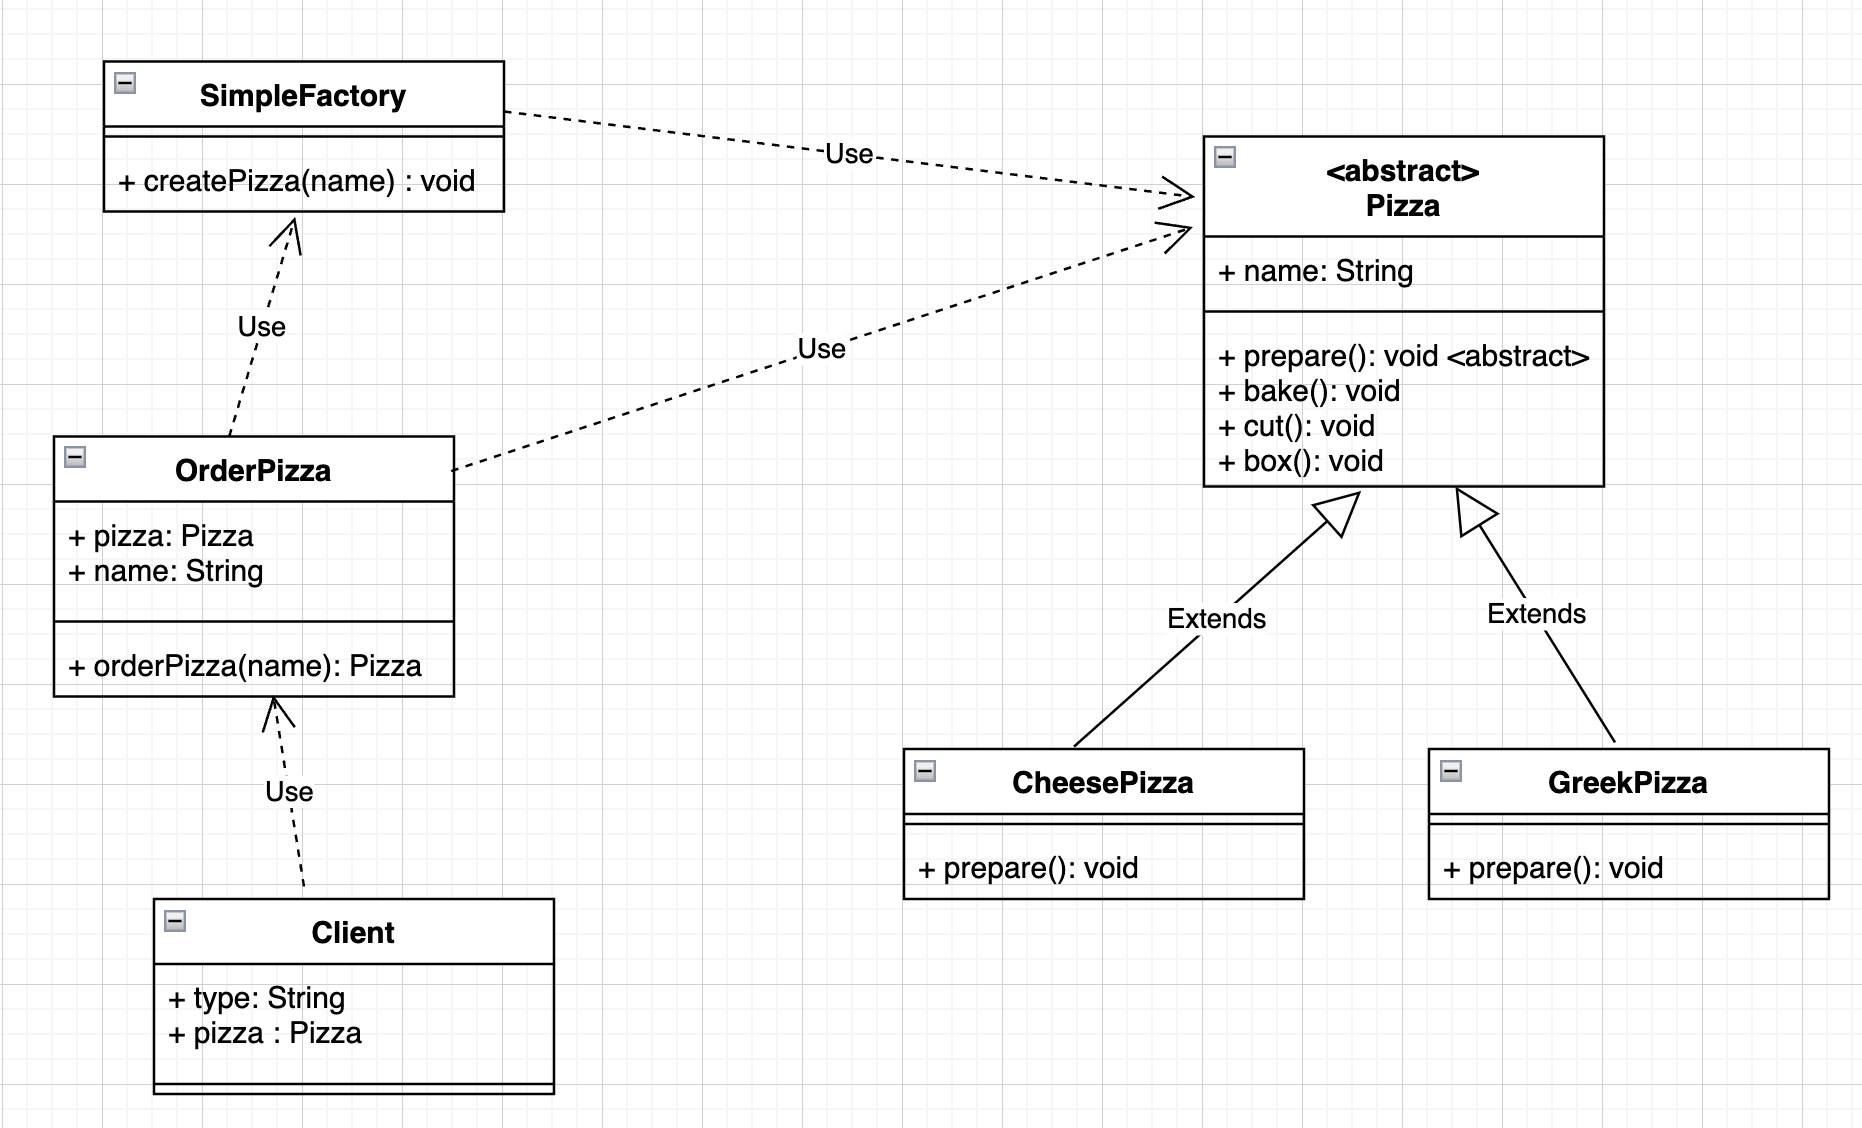 SimpleFactory
+ createPizza(name) : void
Use
<abstract>
Pizza
+ name: String
+ prepare(): void <abstract>
+ bake(): void
+ cut(): void
+ box(): void
Use
Use
OrderPizza
+ pizza: Pizza
+ name: String
+ orderPizza(name): Pizza
Extends
Extends
Use
CheesePizza
+ prepare(): void
GreekPizza
+ prepare(): void
Client
+ type: String
+ pizza : Pizza